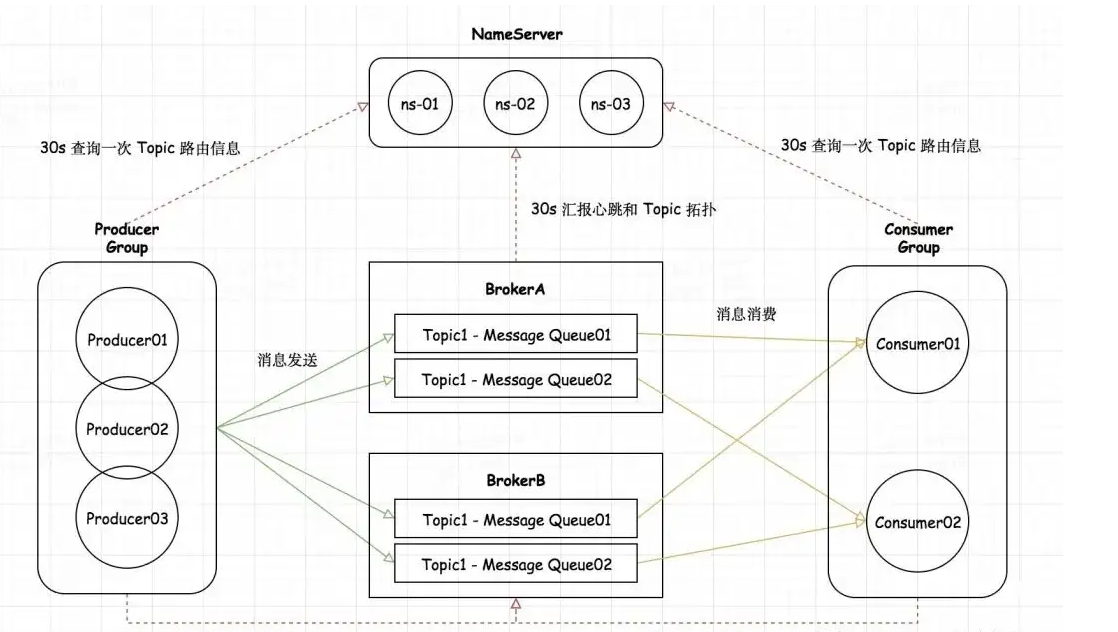 NameServer
ns-01
ns-02
ns-03
30s 查询一次 Topic 路由信息
30s 查询一次 Topic 路由信息
30s 汇报心跳和 Topic 拓扑
Producer
Group
Consumer
Group
BrokerA
消息消费
Producer01
Topic1 - Message Queue01
Consumer01
消息发送
Topic1 - Message Queue02
Producer02
BrokerB
Producer03
Topic1 - Message Queue01
Consumer02
Topic1 - Message Queue02